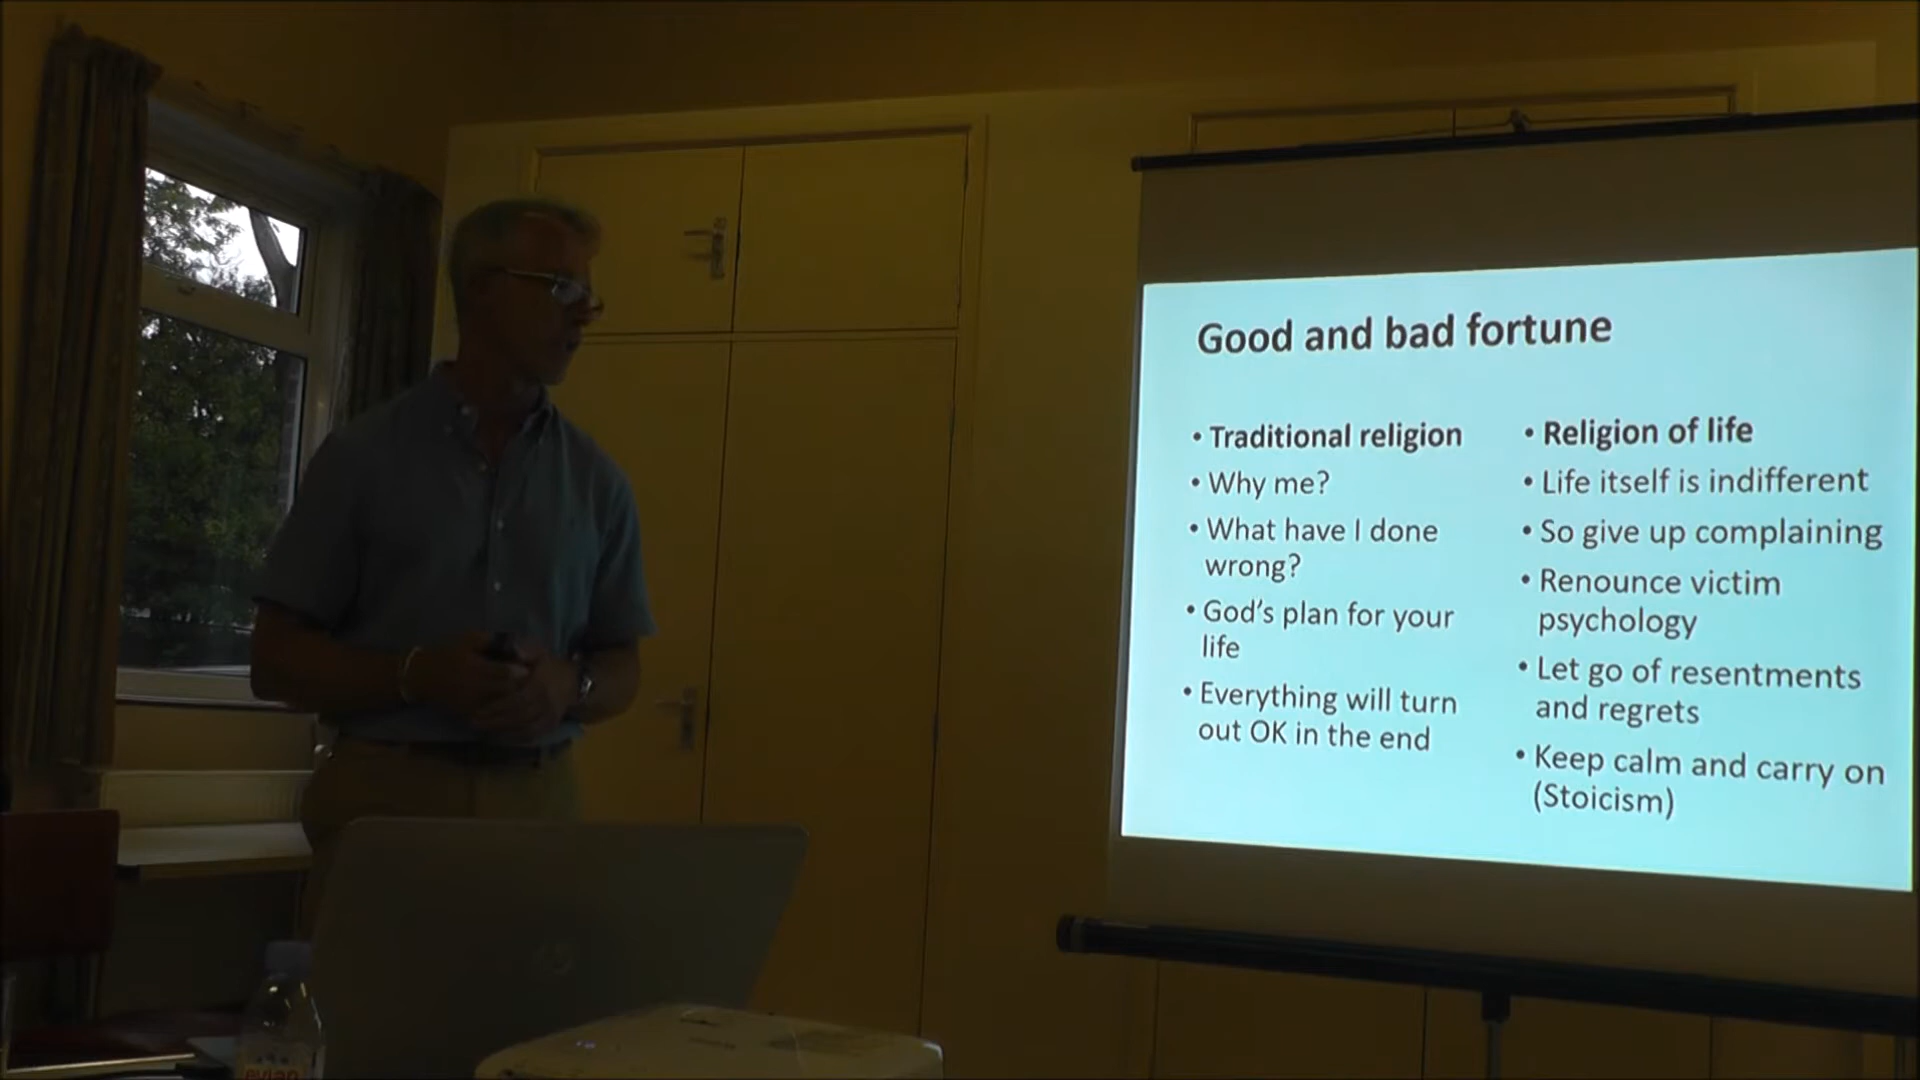 Good and bad fortune
• Traditional religion
• Why me?
• What have I done
wrong?
• God's plan for your
life
• Everything will turn
out OK in the end
• Religion of life
• Life itself is indifferent
• So give up complaining
• Renounce victim
psychology
• Let go of resentments
and regrets
• Keep calm and carry on
(Stoicism)
hp
evian